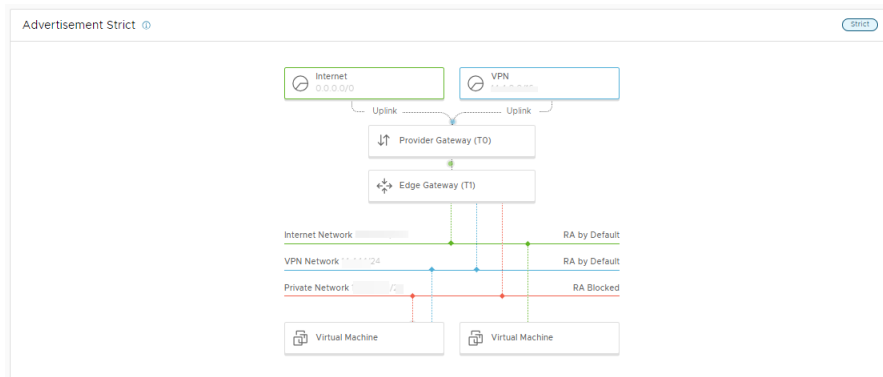 Advertisement Strict
Strict
Internet
0.0.0.0/0
VPN
Uplink
Uplink
Provider Gateway (T0)
Edge Gateway (T1)
Internet Network
RA by Default
VPN Network
RA by Default
Private Network
RA Blocked
Virtual Machine
Virtual Machine